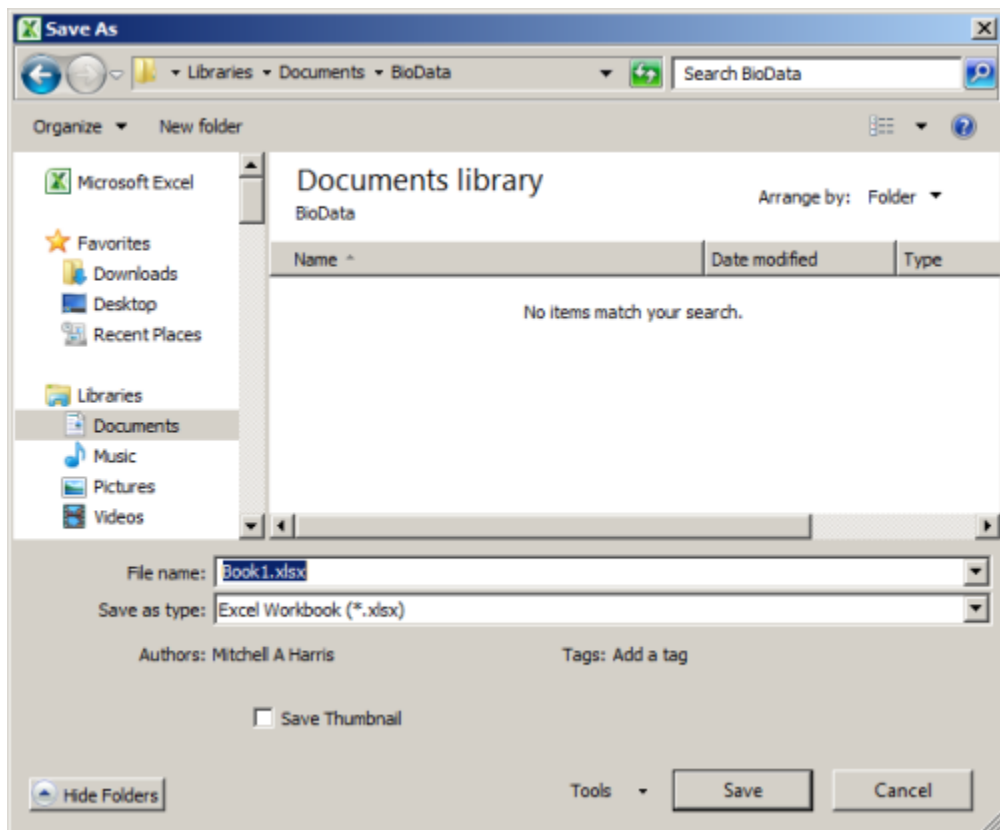 Save As
Libraries Documents BioData Search BioData
Organize New folder
Microsoft Excel
Favorites
Downloads
Desktop
Recent Places
Libraries
Documents
Music
Pictures
Videos
Documents library
BioData
Arrange by: Folder
Name Date modified Type
No items match your search.
File name: Book1.xlsx
Save as type: Excel Workbook (*.xlsx)
Authors: Mitchell A Harris Tags: Add a tag
Save Thumbnail
Hide Folders Tools Save Cancel